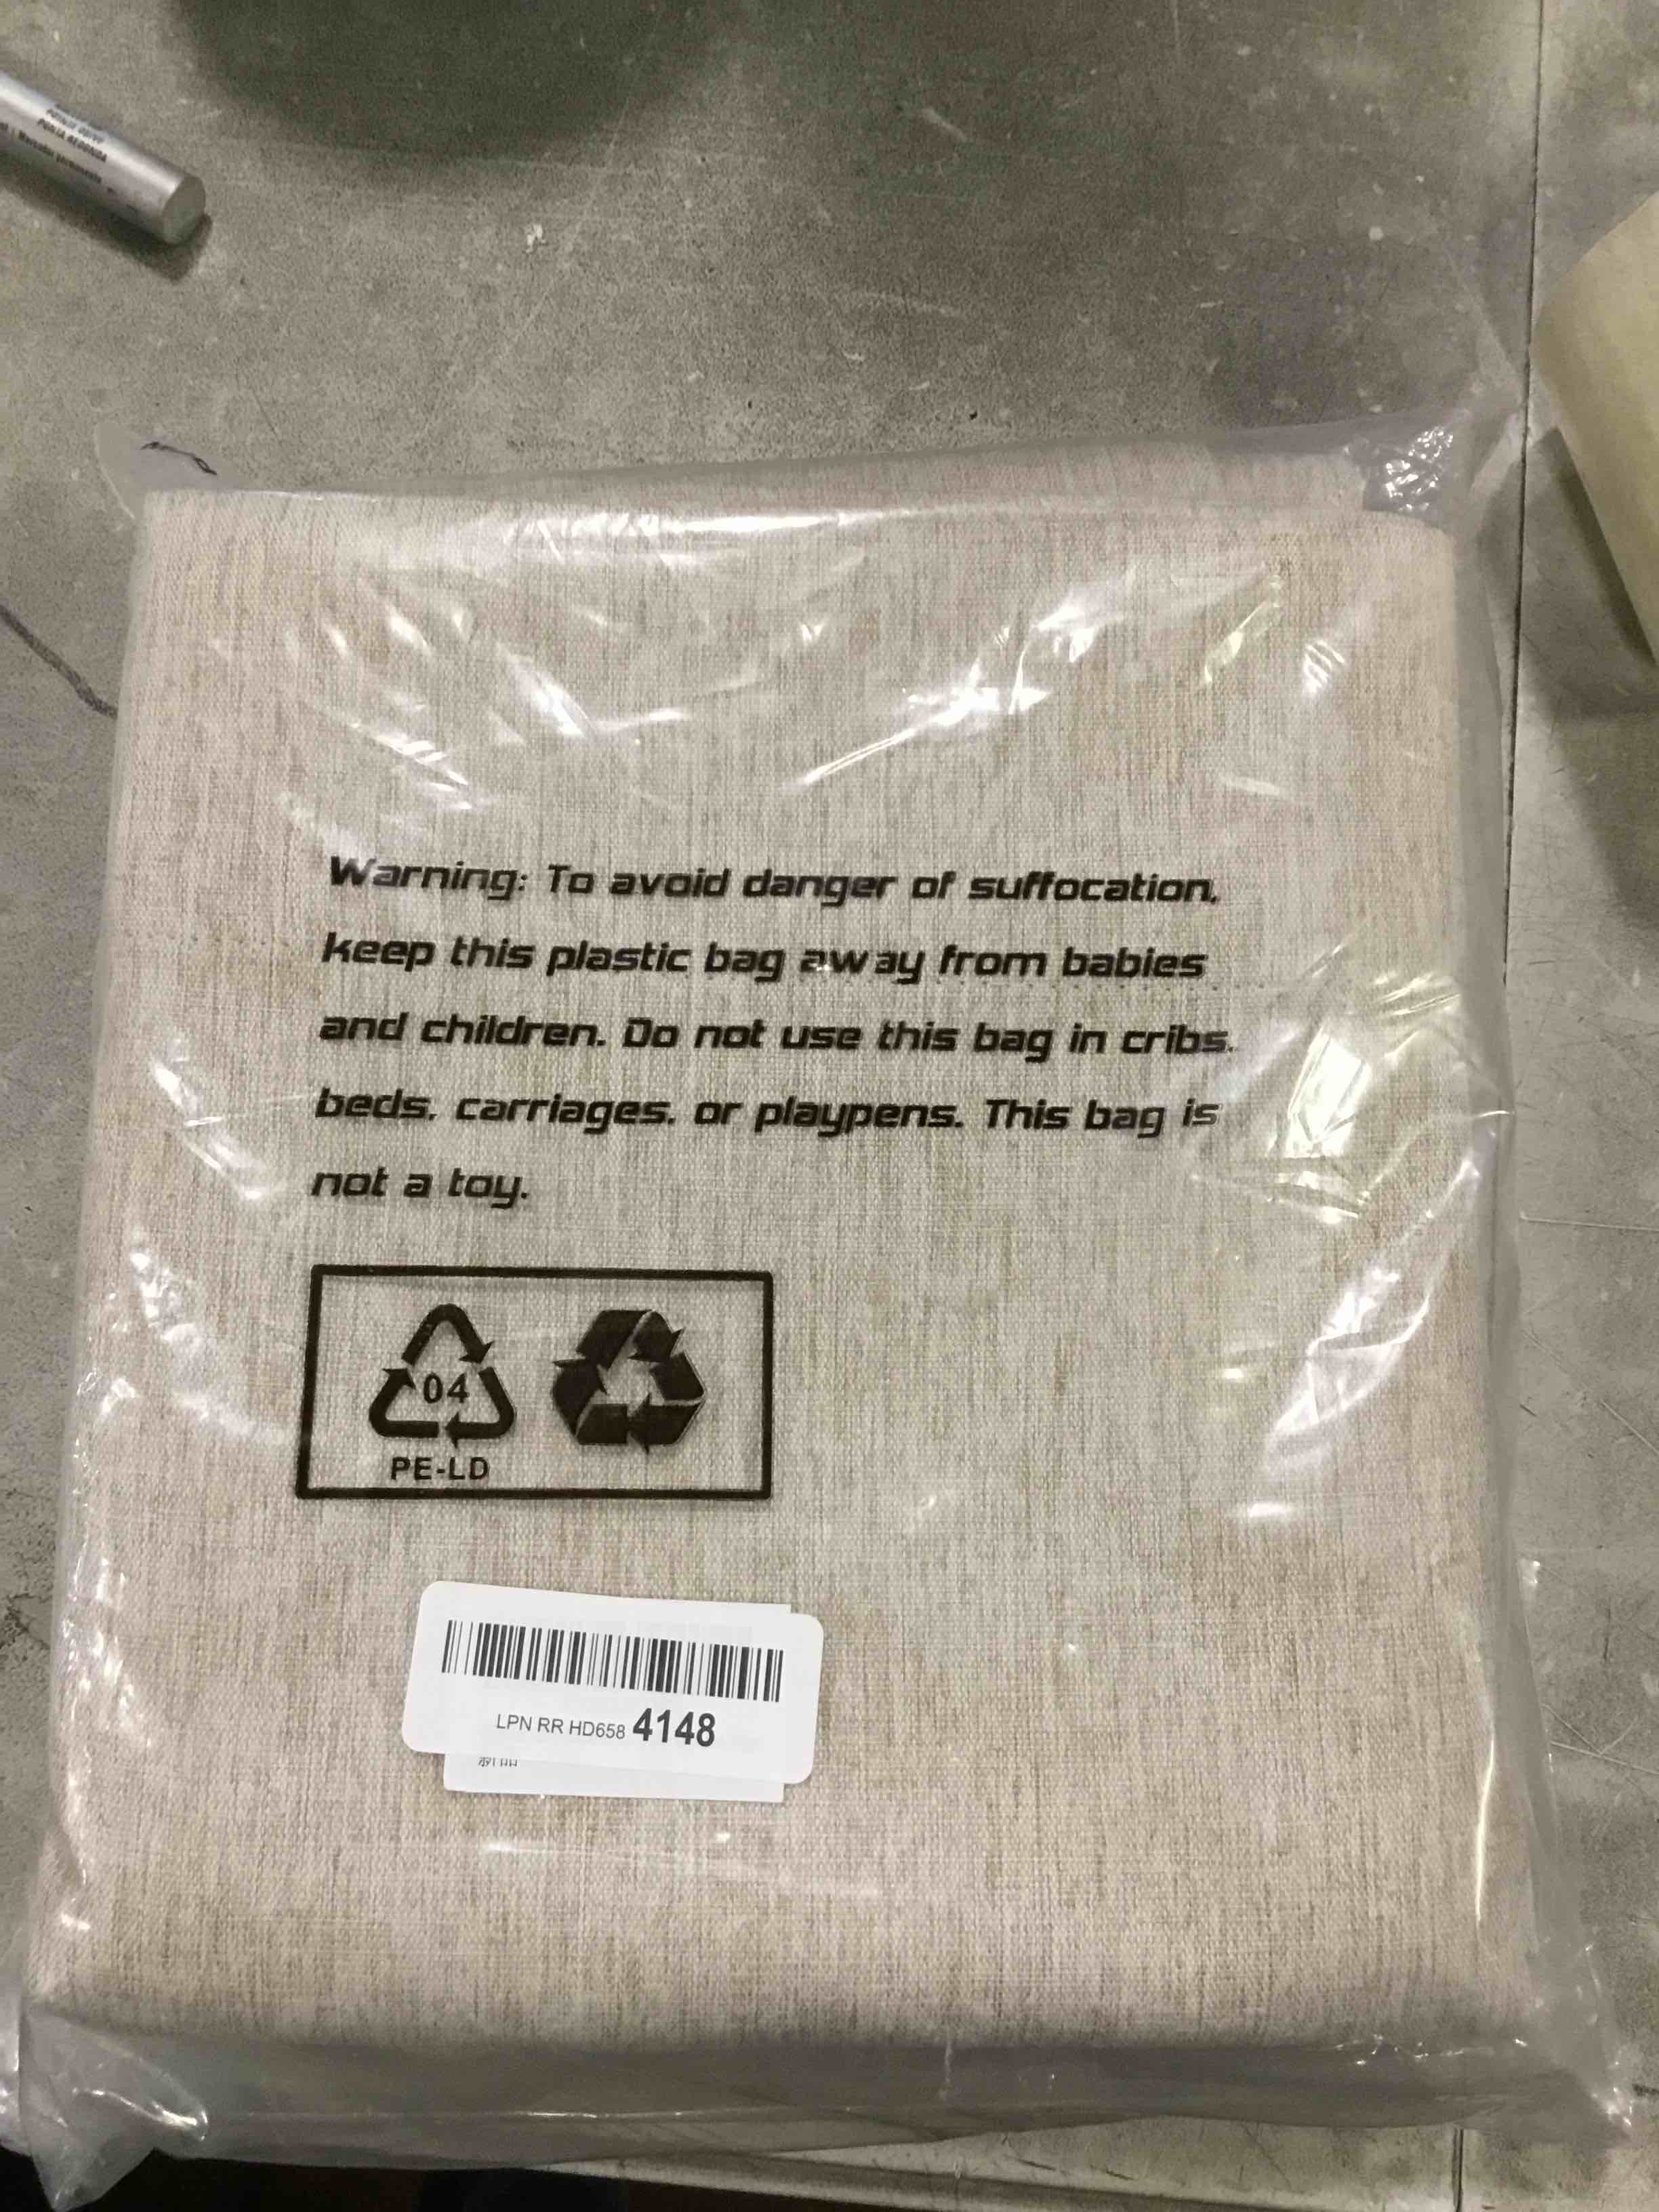 PUNTA REDONDA
Warning: To avoid danger of suffocation,
keep this plastic bag away from babies
and children. Do not use this bag in cribs.
beds. carriages. or playpens. This bag is
not a toy.
04
PE-LD
LPN RR HD658 4148